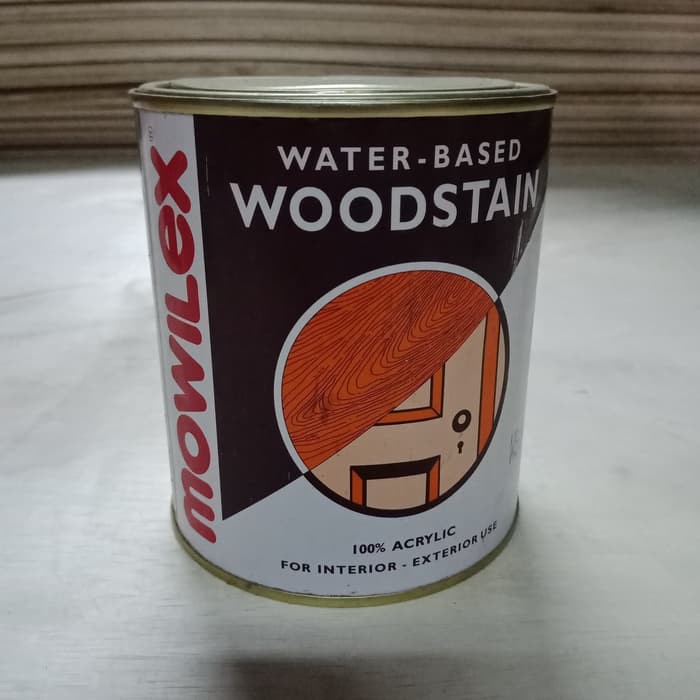 mowilex
WATER-BASED
WOODSTAIN
100% ACRYLIC
FOR INTERIOR - EXTERIOR USE